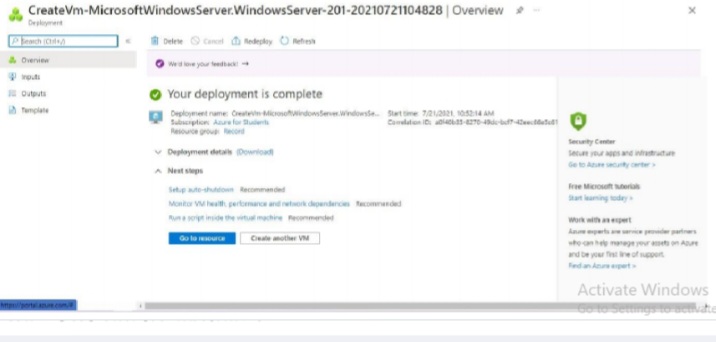 CreateVm-MicrosoftWindowsServer.WindowsServer-201-20210721104828 | Overview
Deployment
Search (Ctrl+/)
Delete Cancel Redeploy Refresh
Overview
Inputs
Outputs
Template
We'd love your feedback! →
Your deployment is complete
Deployment name: CreateVm-MicrosoftWindowsServer.WindowsSe... Start time: 7/21/2021, 10:52:14 AM
Subscription: Azure for Students Correlation ID:
Resource group: Record
Deployment details (Download)
Next steps
Setup auto-shutdown Recommended
Monitor VM health, performance and network dependencies Recommended
Run a script inside the virtual machine Recommended
Go to resource Create another VM
Security Center
Secure your apps and infrastructure
Go to Azure security center >
Free Microsoft tutorials
Start learning today >
Work with an expert
Azure experts are service provider partners
who can help manage your assets on Azure
and be your first line of support.
Find an Azure expert >
Activate Windows
Go to Settings to activate
https://portal.azure.com/#